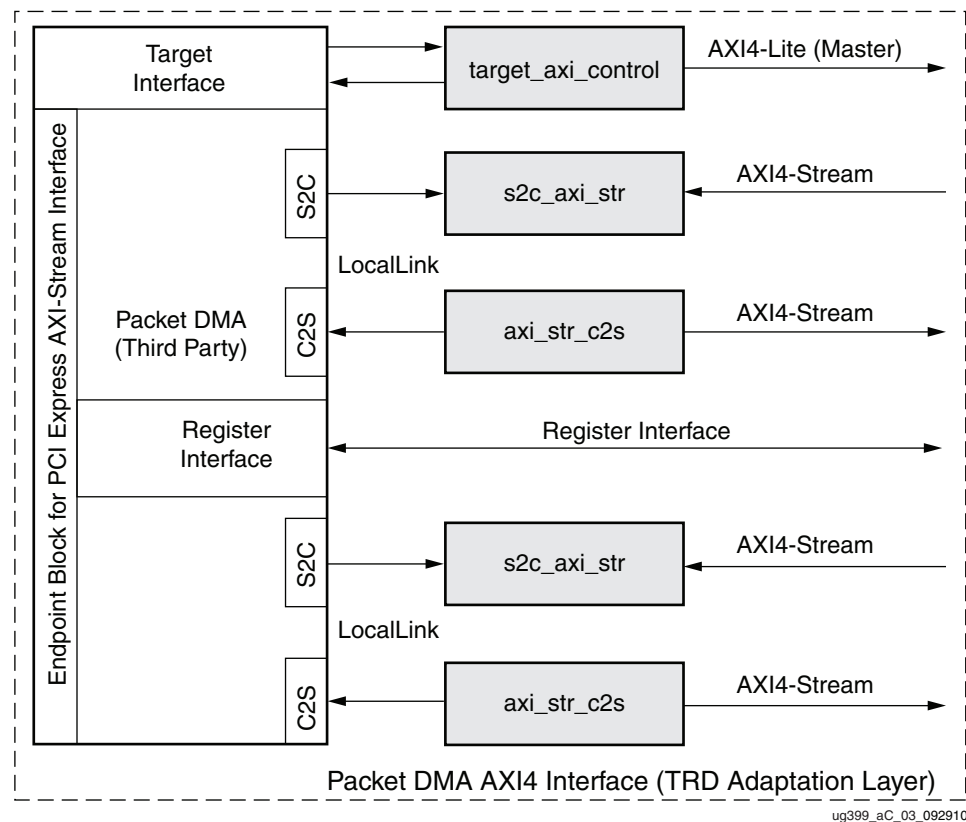 Target
Interface
target_axi_control
AXI4-Lite (Master)
Endpoint Block for PCI Express AXI-Stream Interface
S2C
s2c_axi_str
AXI4-Stream
LocalLink
Packet DMA
(Third Party)
C2S
axi_str_c2s
AXI4-Stream
Register
Interface
Register Interface
S2C
s2c_axi_str
AXI4-Stream
LocalLink
C2S
axi_str_c2s
AXI4-Stream
Packet DMA AXI4 Interface (TRD Adaptation Layer)
ug399_aC_03_092910